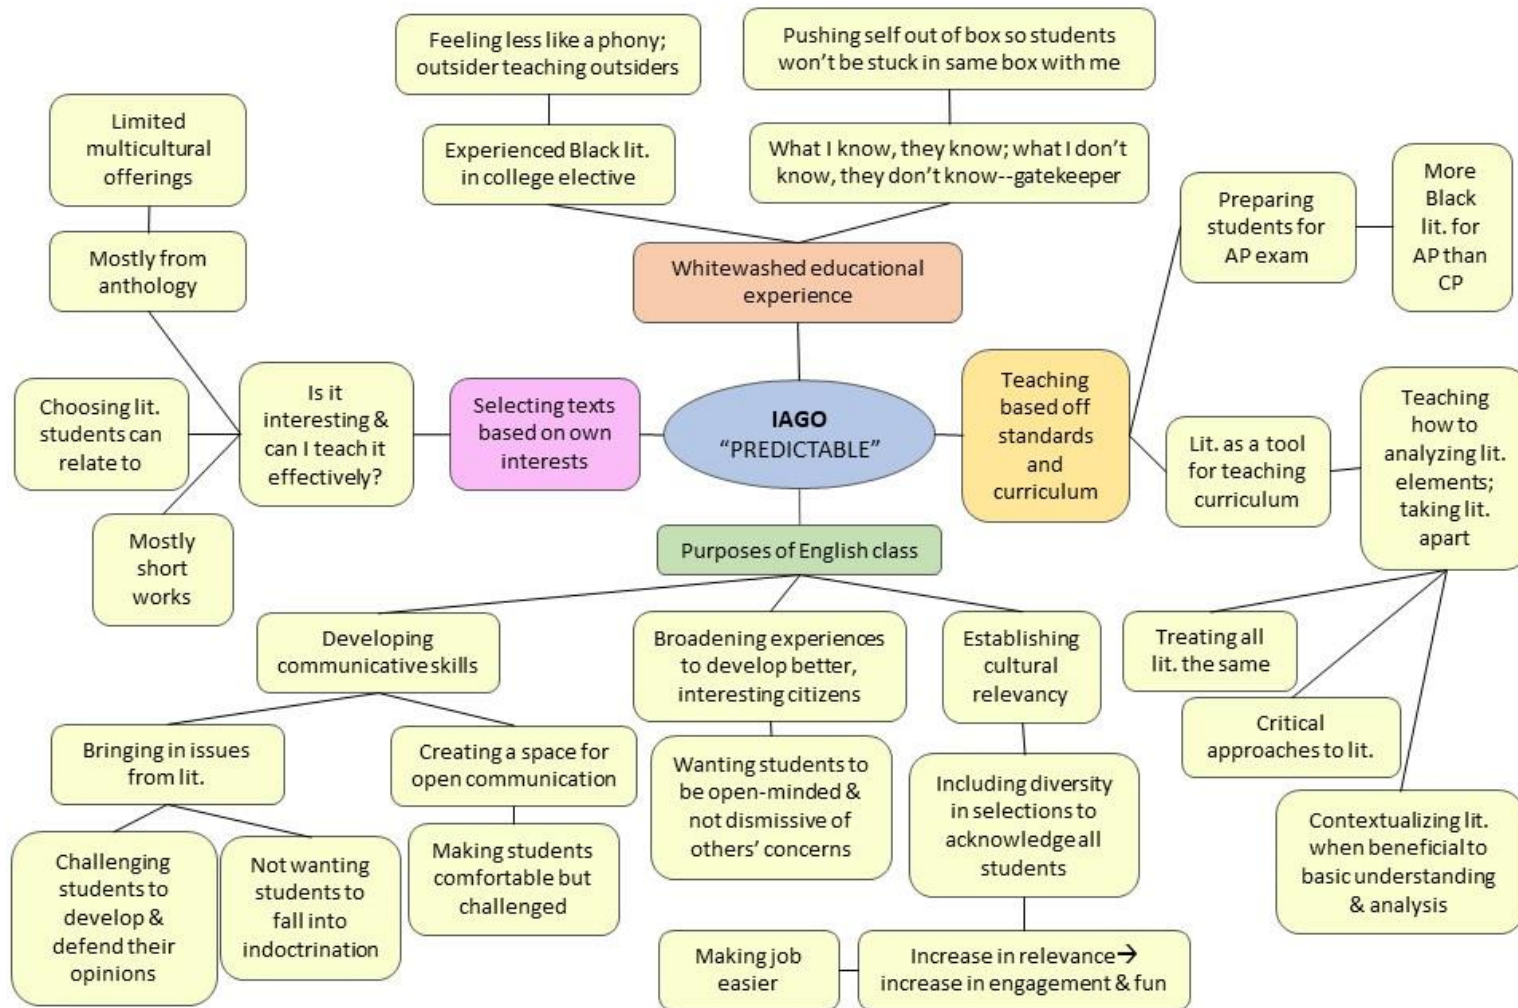 Feeling less like a phony;
outsider teaching outsiders
Pushing self out of box so students
won't be stuck in same box with me
Limited
multicultural
offerings
Experienced Black lit.
in college elective
What I know, they know; what I don't
know, they don't know--gatekeeper
Mostly from
anthology
Whitewashed educational
experience
Preparing
students for
AP exam
More
Black
lit. for
AP than
CP
Choosing lit.
students can
relate to
Is it
interesting &
can I teach it
effectively?
Selecting texts
based on own
interests
IAGO
"PREDICTABLE"
Teaching
based off
standards
and
curriculum
Lit. as a tool
for teaching
curriculum
Teaching
how to
analyzing lit.
elements;
taking lit.
apart
Mostly
short
works
Purposes of English class
Developing
communicative skills
Broadening experiences
to develop better,
interesting citizens
Establishing
cultural
relevancy
Treating all
lit. the same
Critical
approaches to lit.
Contextualizing lit.
when beneficial to
basic understanding
& analysis
Bringing in issues
from lit.
Creating a space for
open communication
Wanting students to
be open-minded &
not dismissive of
others' concerns
Including diversity
in selections to
acknowledge all
students
Challenging
students to
develop &
defend their
opinions
Not wanting
students to
fall into
indoctrination
Making students
comfortable but
challenged
Making job
easier
Increase in relevance→
increase in engagement & fun